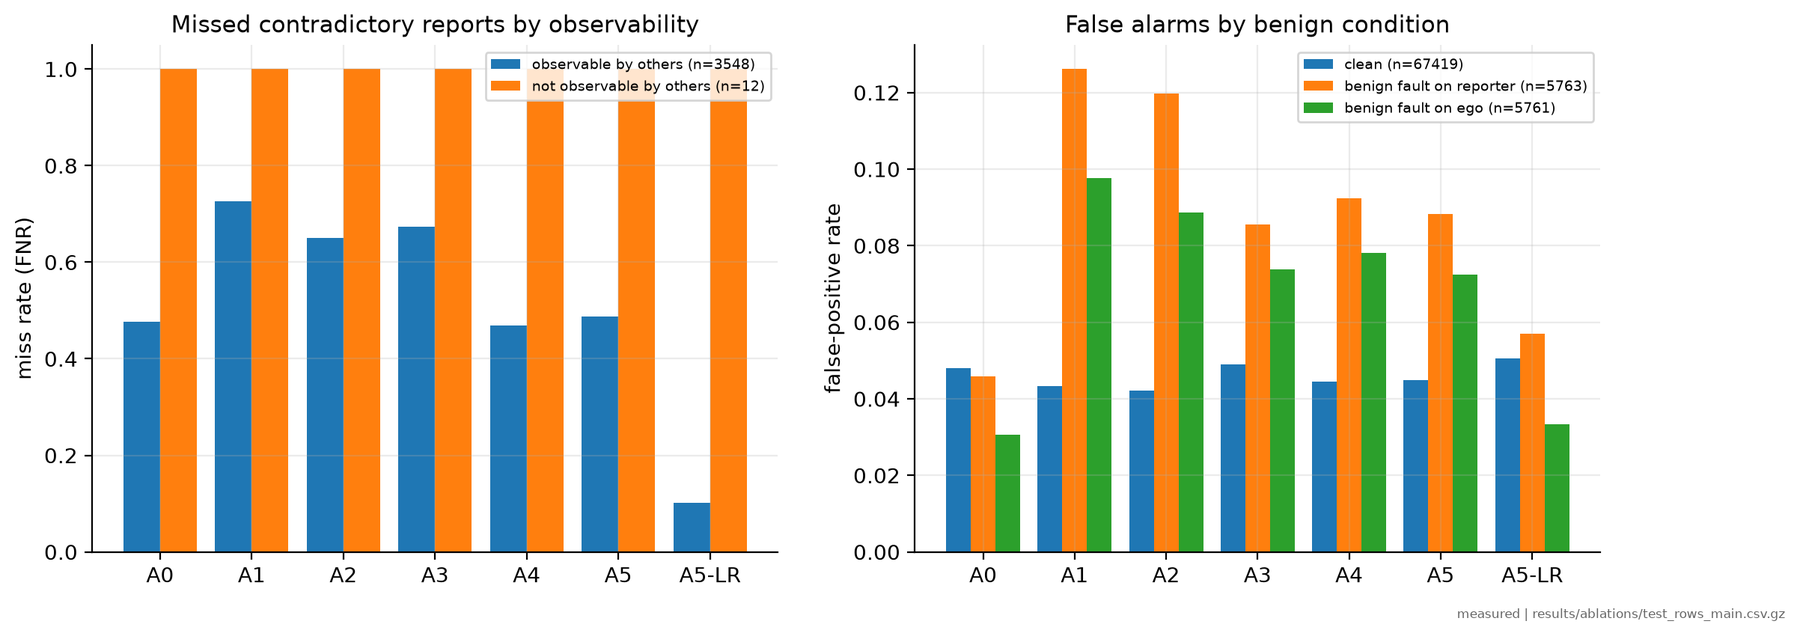 Missed contradictory reports by observability
observable by others (n=3548)
not observable by others (n=12)
miss rate (FNR)
1.0
0.8
0.6
0.4
0.2
0.0
A0 A1 A2 A3 A4 A5 A5-LR
False alarms by benign condition
clean (n=67419)
benign fault on reporter (n=5763)
benign fault on ego (n=5761)
false-positive rate
0.12
0.10
0.08
0.06
0.04
0.02
0.00
A0 A1 A2 A3 A4 A5 A5-LR
measured | results/ablations/test_rows_main.csv.gz